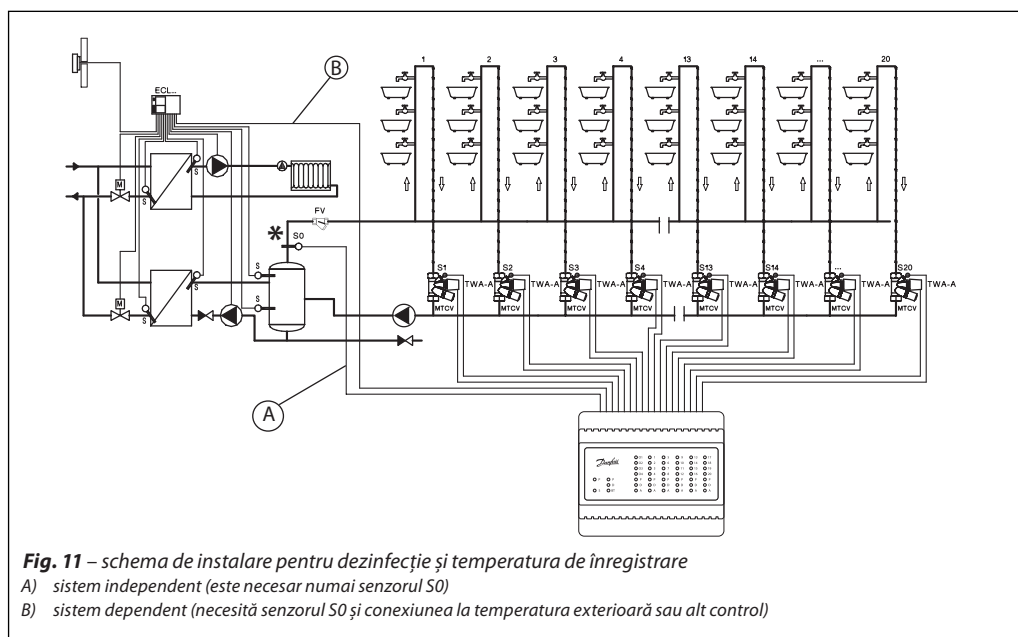 1 2 3 4 13 14 ... 20
B
ECL...
M
S
S
FV
S0
S
M
S
S
S
S1 S2 S3 S4 S13 S14 ... S20
TWA-A TWA-A TWA-A TWA-A TWA-A TWA-A TWA-A TWA-A
MTCV MTCV MTCV MTCV MTCV MTCV MTCV MTCV
A
Danfoss
Fig. 11 – schema de instalare pentru dezinfecție și temperatura de înregistrare
A) sistem independent (este necesar numai senzorul S0)
B) sistem dependent (necesită senzorul S0 și conexiunea la temperatura exterioară sau alt control)